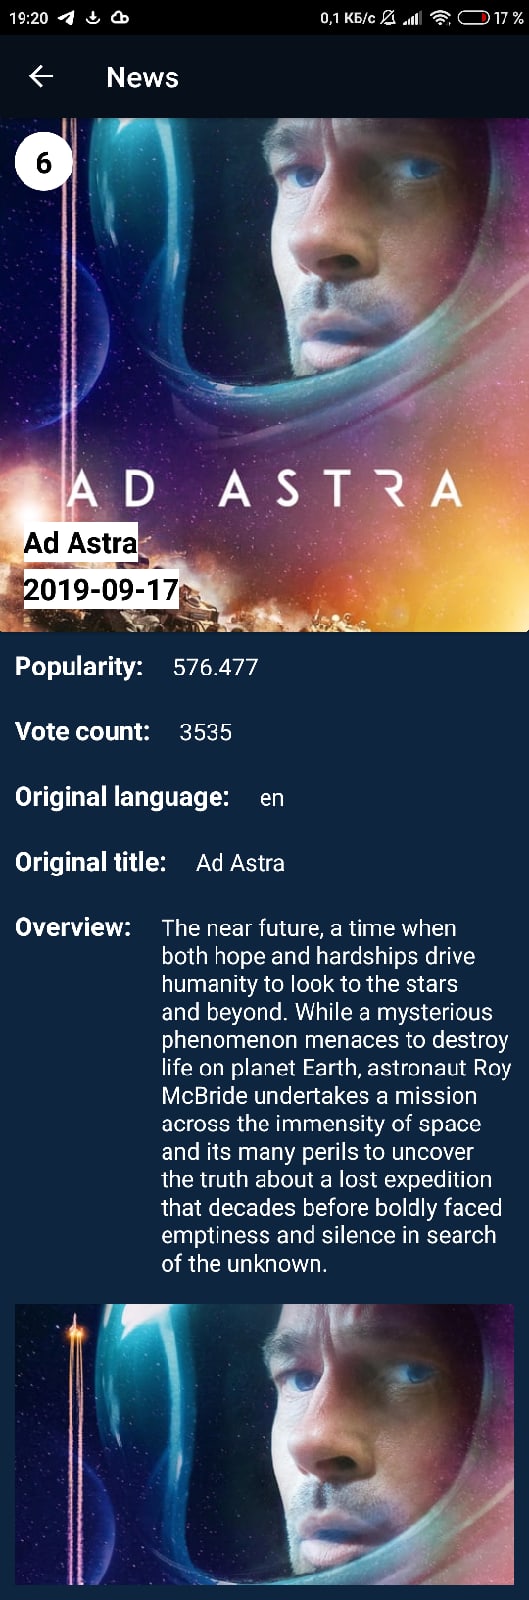 19:20 0,1 КБ/с 17 %
News
6
AD ASTRA
Ad Astra
2019-09-17
Popularity: 576.477
Vote count: 3535
Original language: en
Original title: Ad Astra
Overview: The near future, a time when
both hope and hardships drive
humanity to look to the stars
and beyond. While a mysterious
phenomenon menaces to destroy
life on planet Earth, astronaut Roy
McBride undertakes a mission
across the immensity of space
and its many perils to uncover
the truth about a lost expedition
that decades before boldly faced
emptiness and silence in search
of the unknown.